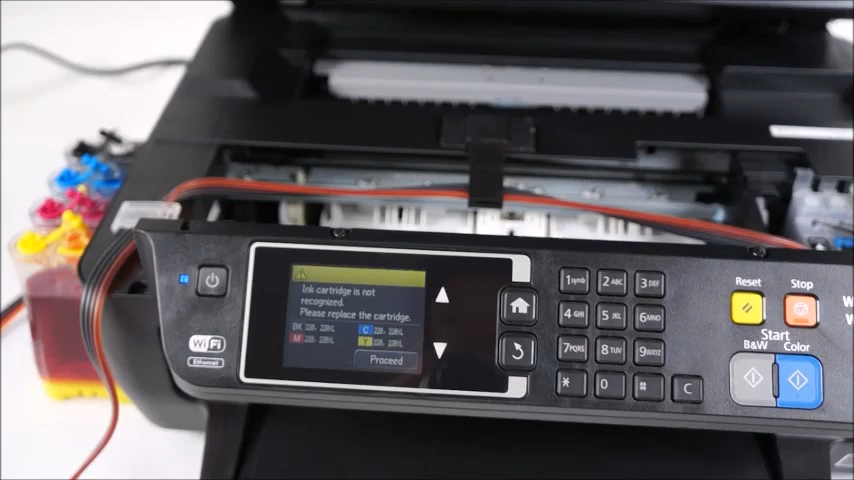 Ink cartridge is not
recognized.
Please replace the cartridge.
BK 220, 220XL C 220, 220XL
M 220, 220XL Y 220, 220XL
Proceed
WiFi
Ethernet
1symb 2ABC 3DEF
4GHI 5JKL 6MNO
7PQRS 8TUV 9WXYZ
* 0 # C
Reset Stop
Start
B&W Color